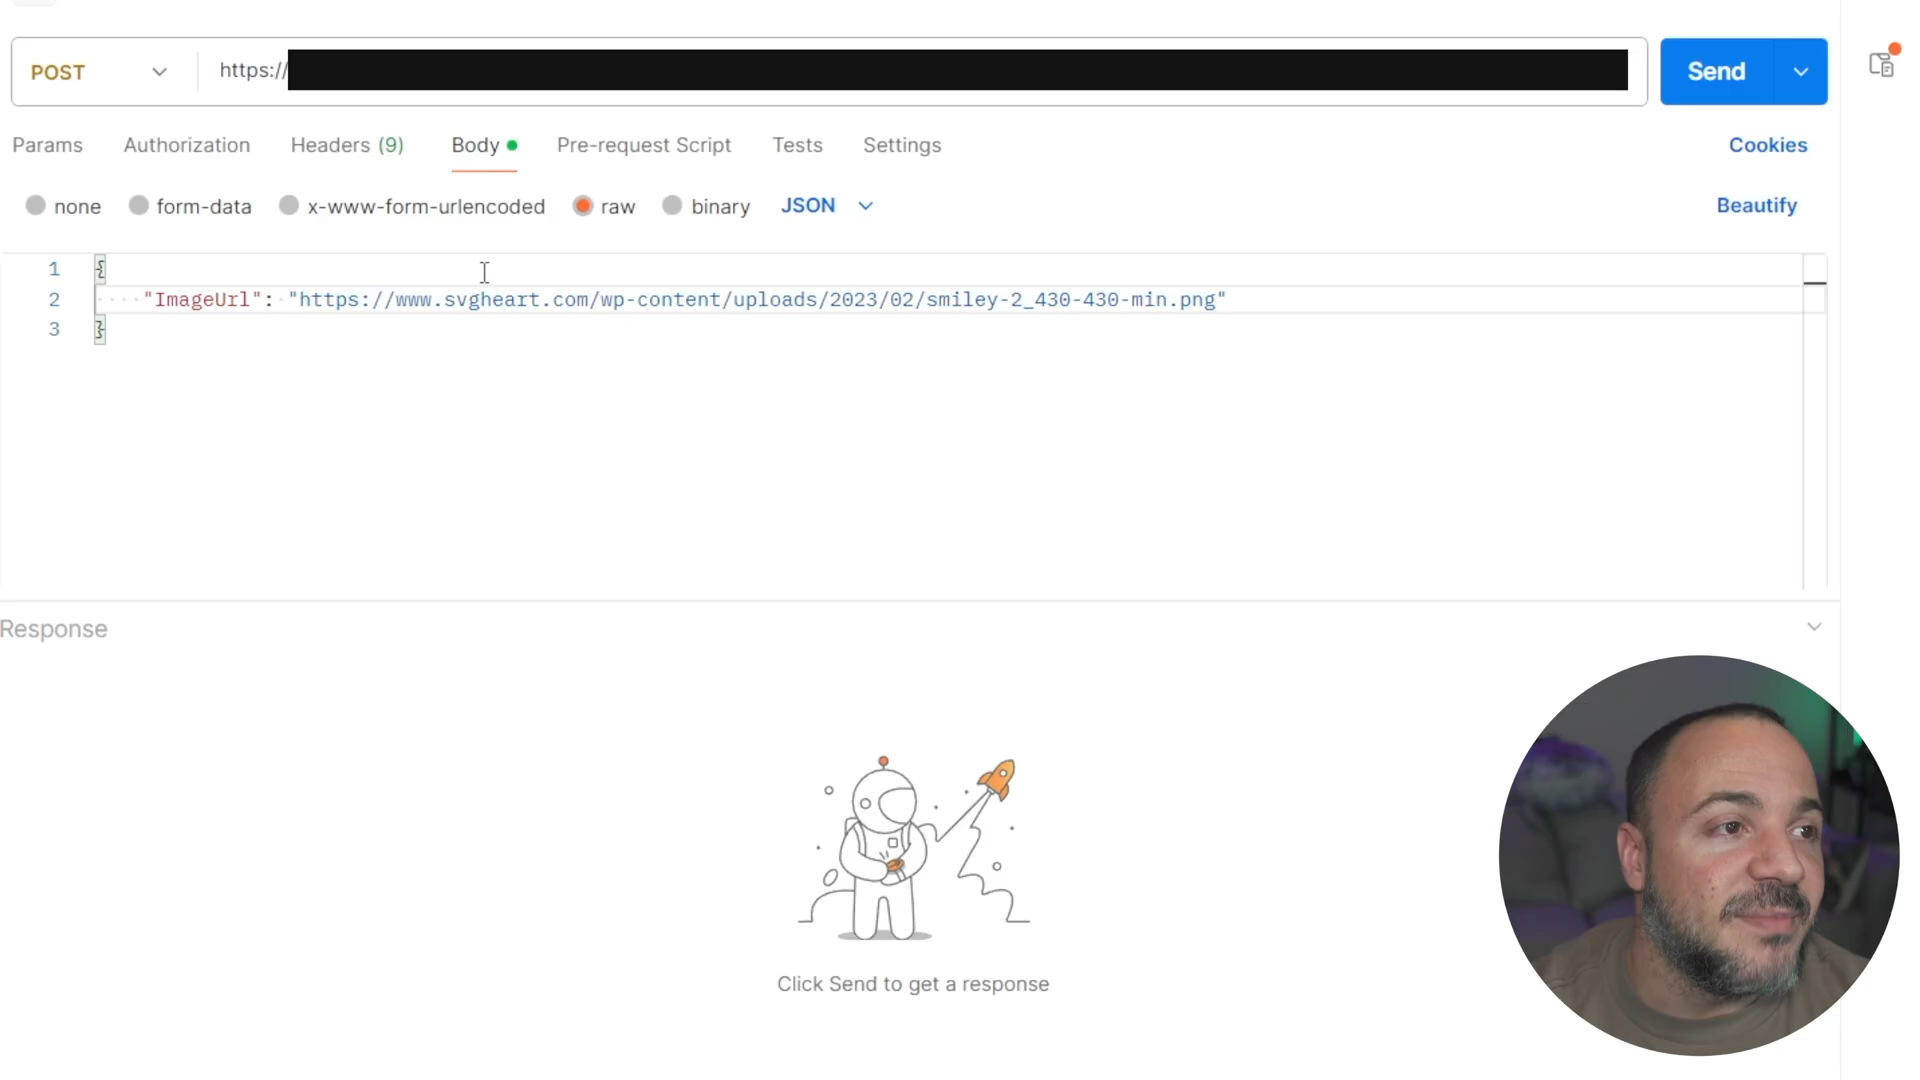 POST https:// Send
Params Authorization Headers (9) Body Pre-request Script Tests Settings Cookies
none form-data x-www-form-urlencoded raw binary JSON Beautify
1 {
2 "ImageUrl": "https://www.svgheart.com/wp-content/uploads/2023/02/smiley-2_430-430-min.png"
3 }
Response
Click Send to get a response